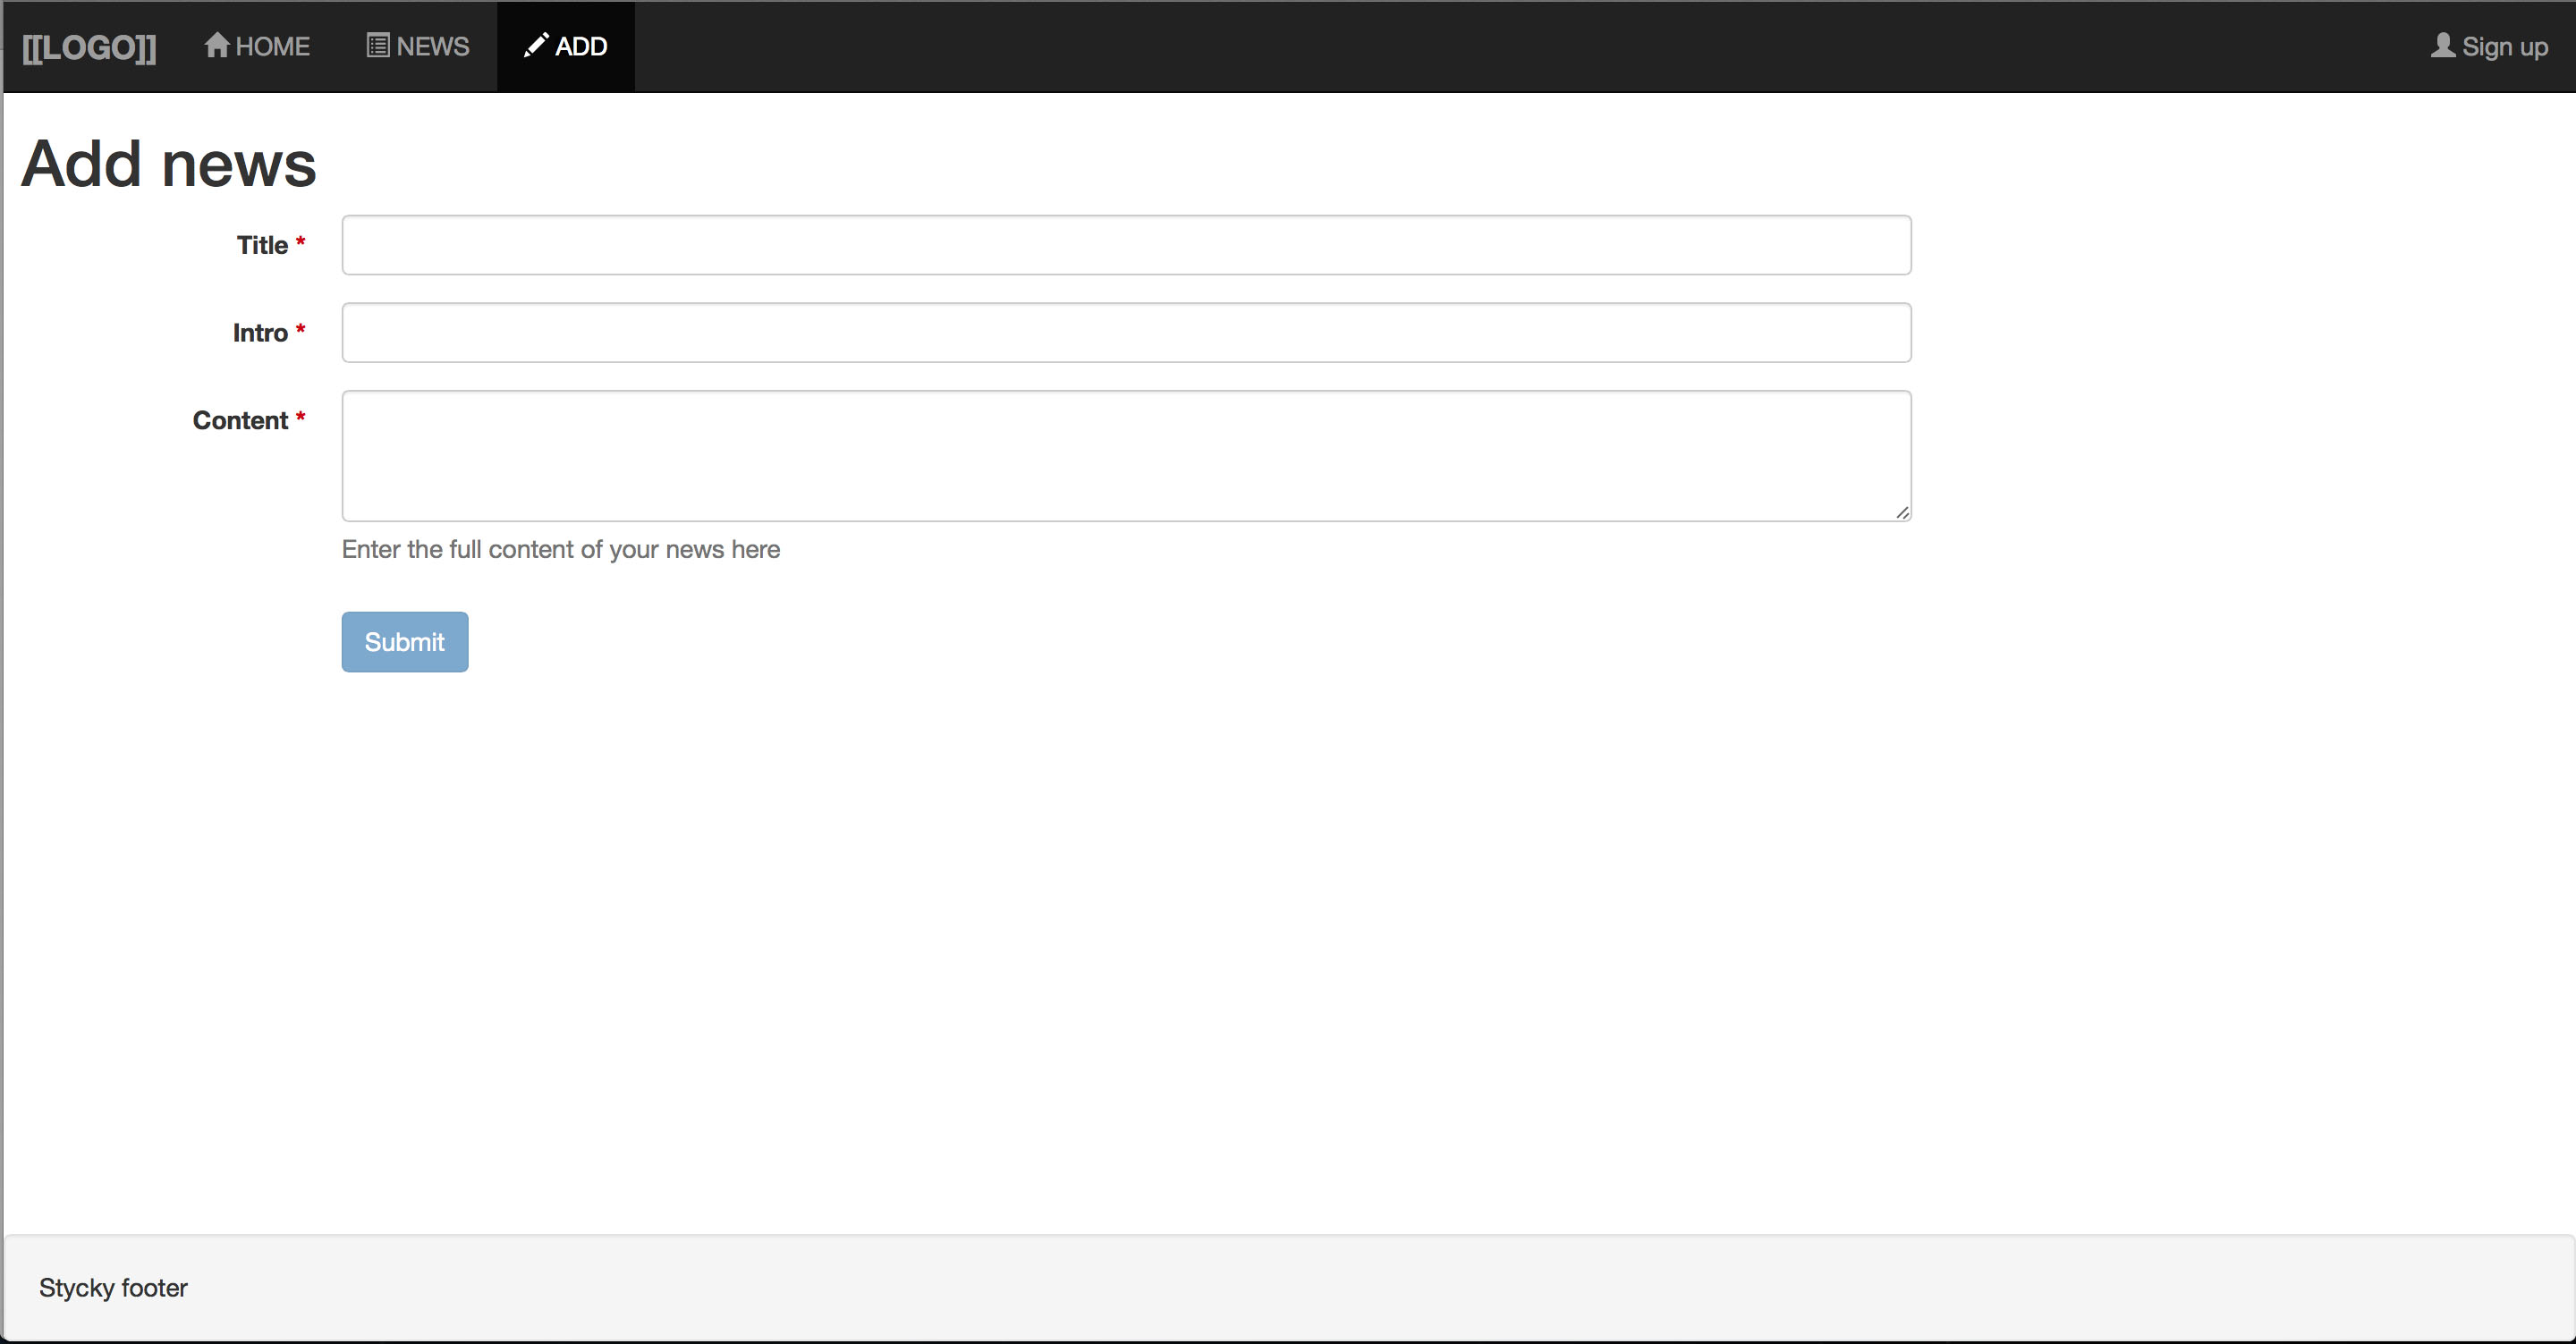 [[LOGO]] HOME NEWS ADD Sign up
Add news
Title *
Intro *
Content *
Enter the full content of your news here
Submit
Stycky footer